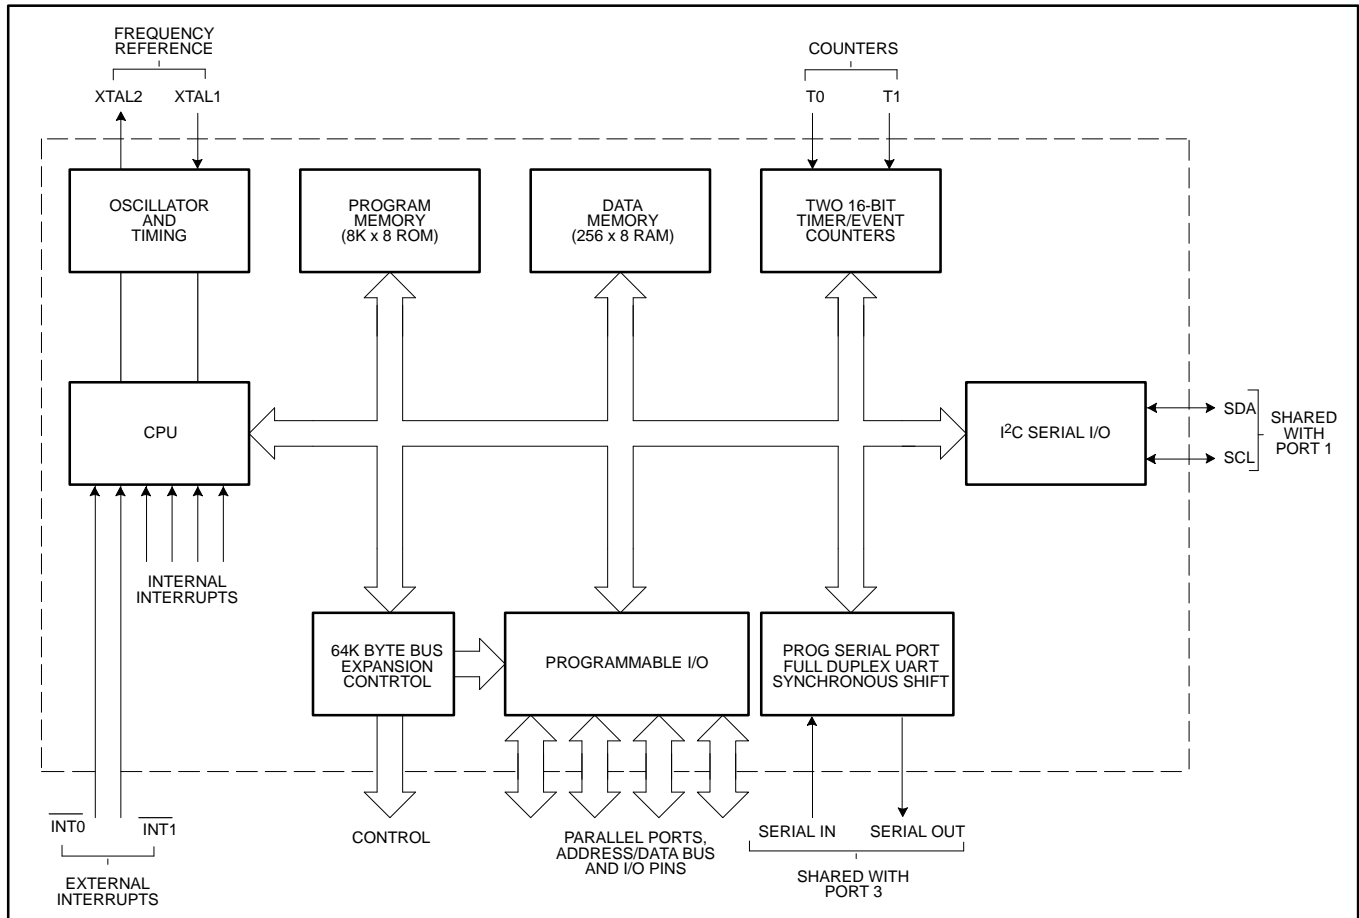 FREQUENCY
REFERENCE
XTAL2
XTAL1
COUNTERS
T0
T1
OSCILLATOR
AND
TIMING
PROGRAM
MEMORY
(8K x 8 ROM)
DATA
MEMORY
(256 x 8 RAM)
TWO 16-BIT
TIMER/EVENT
COUNTERS
CPU
I²C SERIAL I/O
SDA
SCL
SHARED
WITH
PORT 1
INTERNAL
INTERRUPTS
64K BYTE BUS
EXPANSION
CONTRTOL
PROGRAMMABLE I/O
PROG SERIAL PORT
FULL DUPLEX UART
SYNCHRONOUS SHIFT
INT0
INT1
EXTERNAL
INTERRUPTS
CONTROL
PARALLEL PORTS,
ADDRESS/DATA BUS
AND I/O PINS
SERIAL IN
SERIAL OUT
SHARED WITH
PORT 3